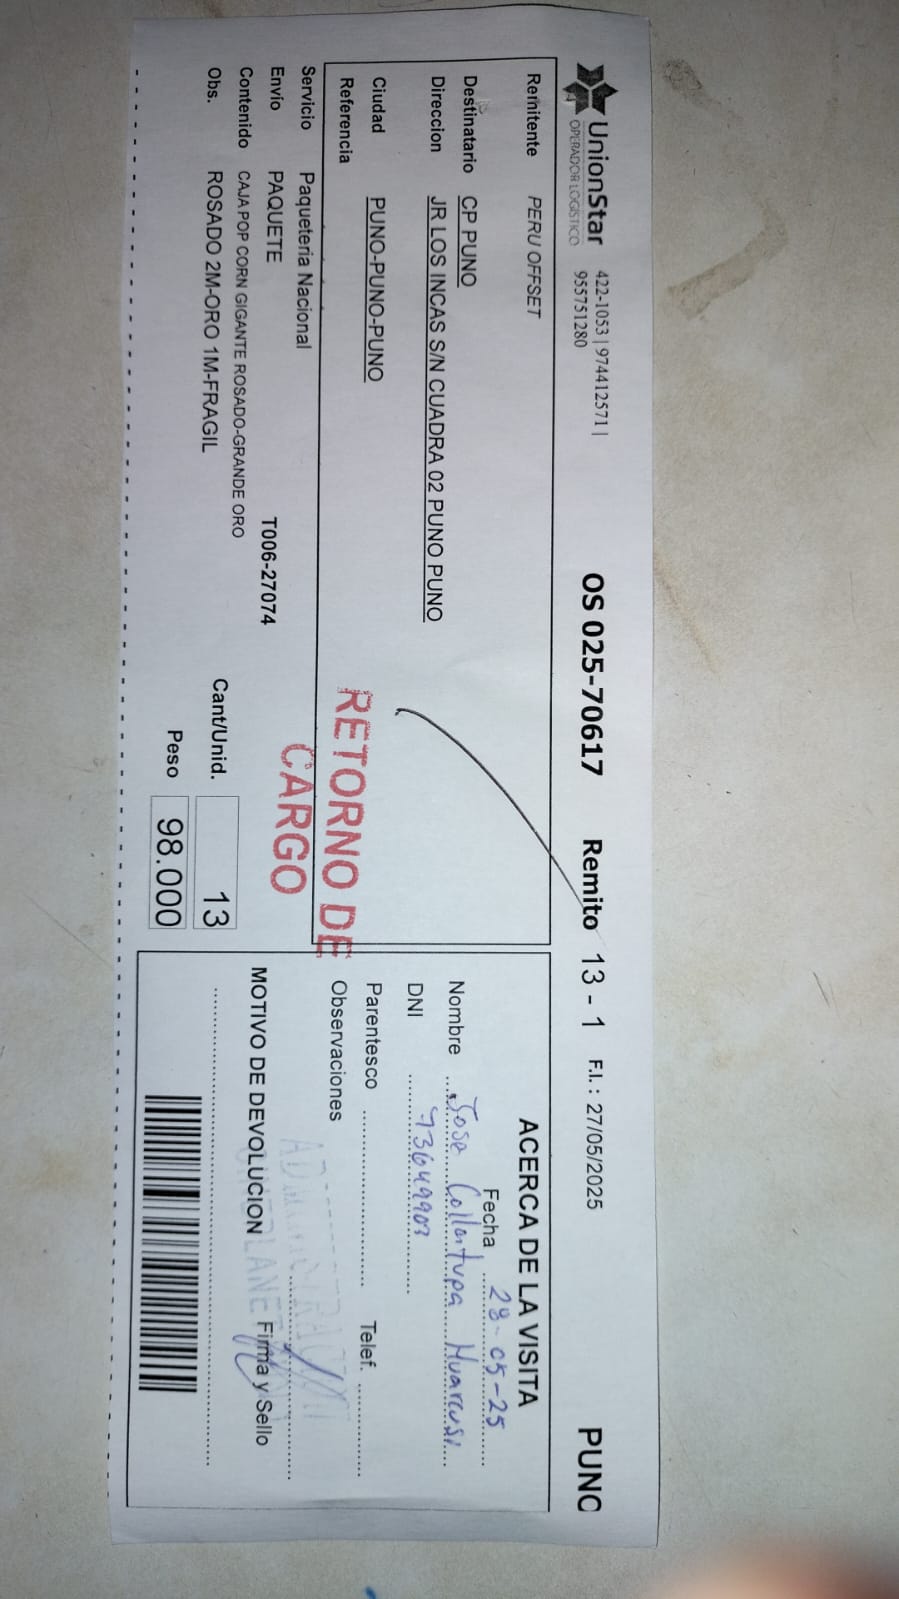 UnionStar
OPERADOR LOGISTICO
422-1053 | 974412571 |
955751280
OS 025-70617
Remito 13 - 1
F.I.: 27/05/2025
PUNO
Remitente PERU OFFSET
Destinatario CP PUNO
Direccion JR LOS INCAS S/N CUADRA 02 PUNO PUNO
Ciudad PUNO-PUNO-PUNO
Referencia
Servicio Paqueteria Nacional
Envío PAQUETE T006-27074
Contenido CAJA POP CORN GIGANTE ROSADO-GRANDE ORO
Obs. ROSADO 2M-ORO 1M-FRAGIL
Cant/Unid. 13
Peso 98.000
RETORNO DE
CARGO
ACERCA DE LA VISITA
Fecha 28-05-25
Nombre Jose Collantupa Huarcusi
DNI 73649903
Parentesco Telef.
Observaciones
Firma y Sello
MOTIVO DE DEVOLUCION